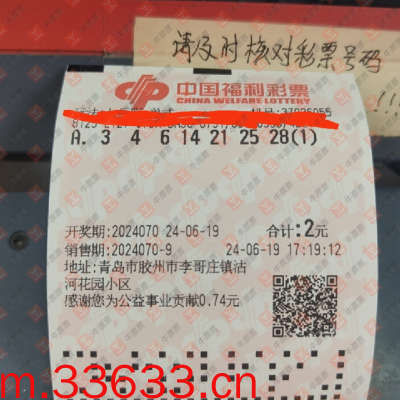 请及时核对彩票号码
!!!
中国福利彩票
CHINA WELFARE LOTTERY
A. 3 4 6 14 21 25 28(1)
开奖期:2024070 24-06-19 合计:2元
销售期:2024070-9 24-06-19 17:19:12
地址:青岛市胶州市李哥庄镇沽
河花园小区
感谢您为公益事业贡献0.74元
m.33633.cn